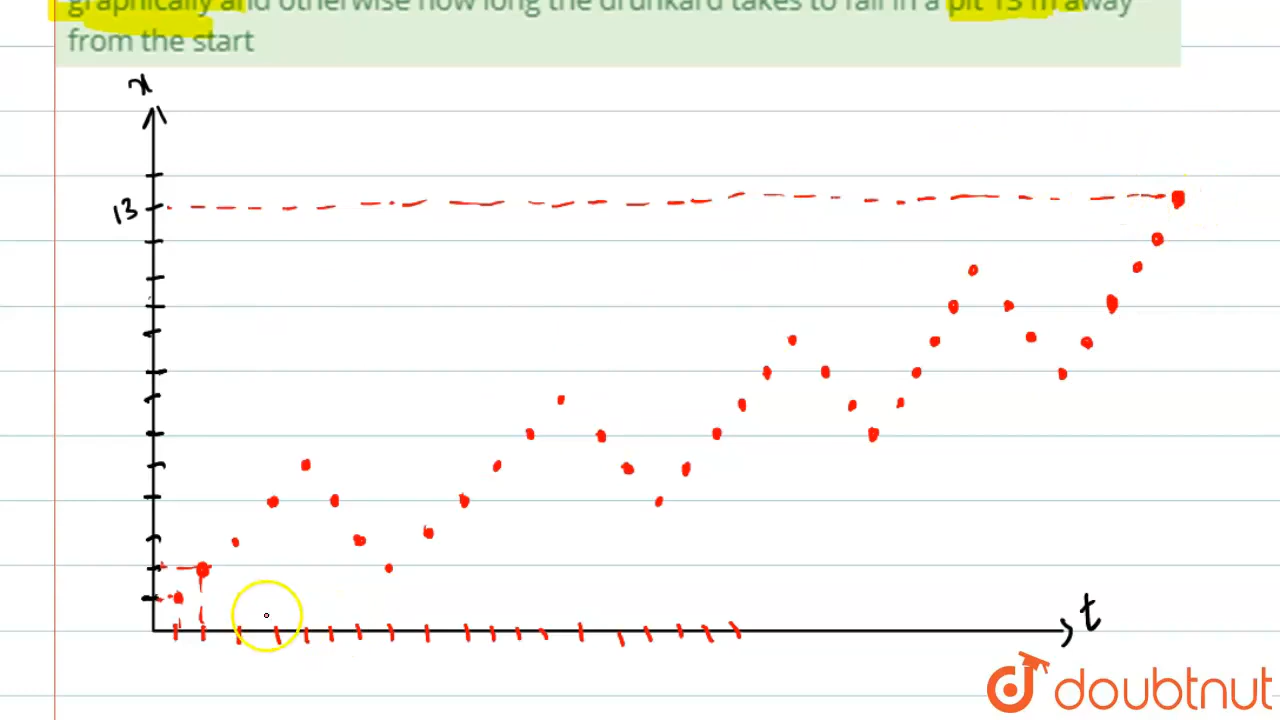 graphically and otherwise how long the drunkard takes to fall in a pit 13 m away
from the start
x
13
t
doubtnut